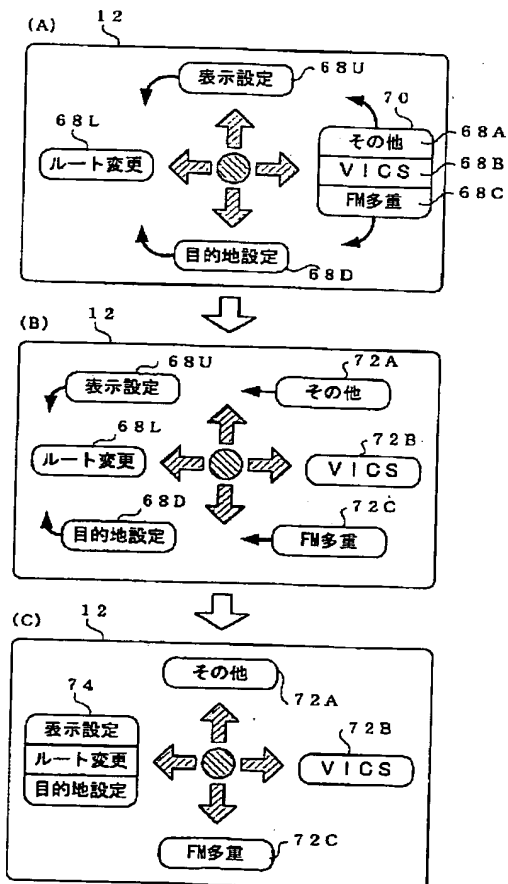 (A)
12
表示設定
68U
68L
ルート変更
70
その他
68A
VICS
68B
FM多重
68C
目的地設定
68D
(B)
12
68U
表示設定
72A
その他
68L
ルート変更
72B
VICS
68D
目的地設定
72C
FM多重
(C)
12
その他
72A
74
表示設定
ルート変更
目的地設定
72B
VICS
FM多重
72C